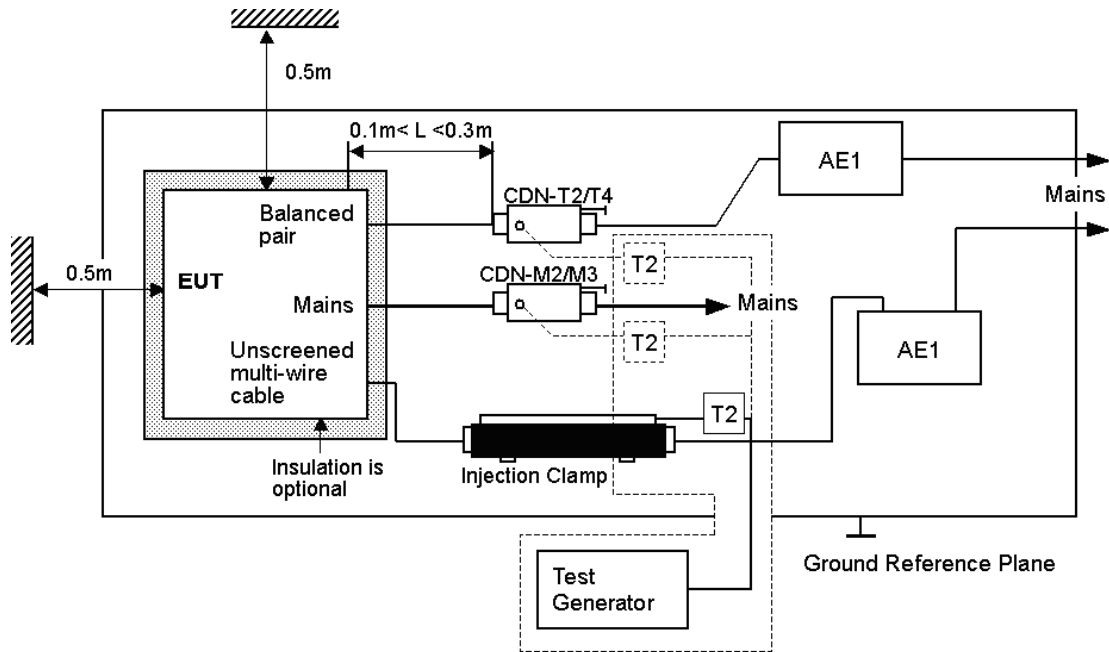 0.5m
0.1m< L <0.3m
AE1
CDN-T2/T4
Balanced
pair
Mains
T2
0.5m
EUT
CDN-M2/M3
Mains
Mains
T2
AE1
Unscreened
multi-wire
cable
T2
Insulation is
optional
Injection Clamp
Ground Reference Plane
Test
Generator